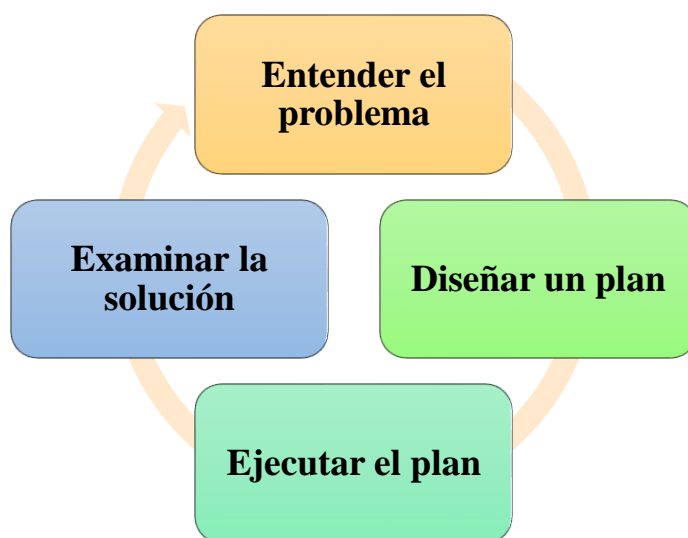 Entender el
problema
Diseñar un plan
Ejecutar el plan
Examinar la
solución